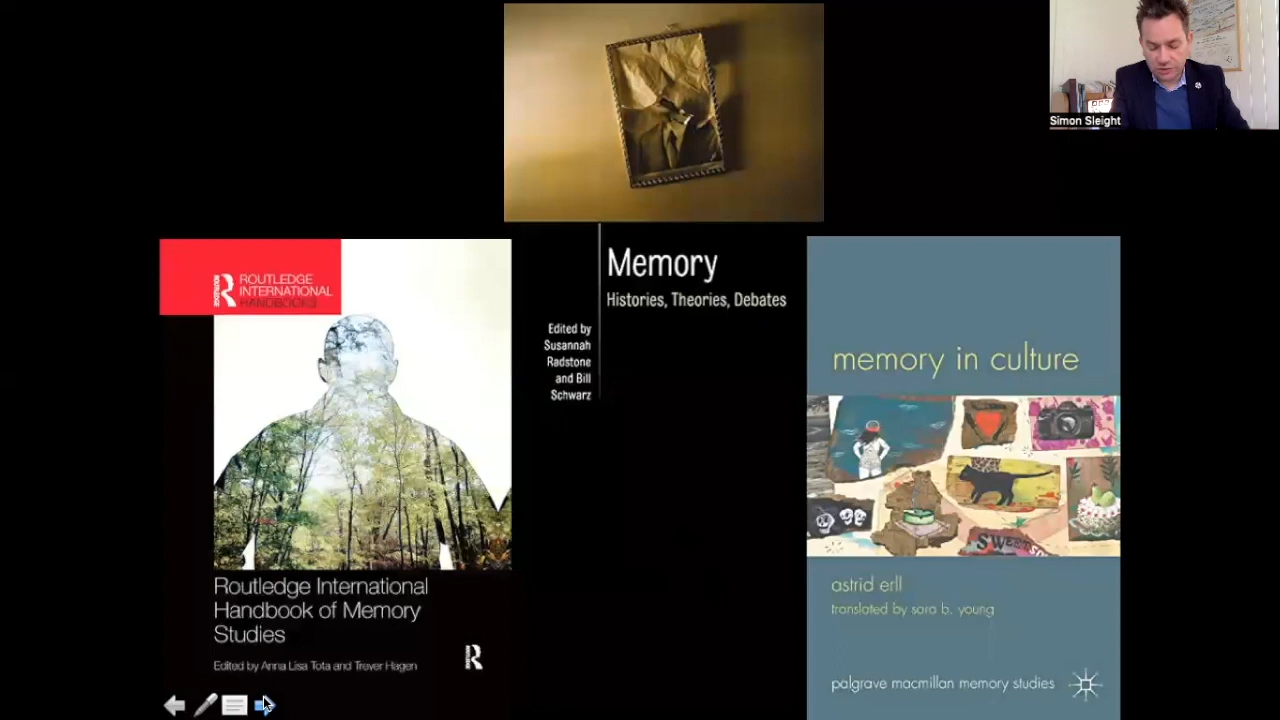 Simon Sleight
ROUTLEDGE
ROUTLEDGE
INTERNATIONAL
HANDBOOKS
Routledge International
Handbook of Memory
Studies
Edited by Anna Lisa Tota and Trever Hagen
Memory
Histories, Theories, Debates
Edited by
Susannah
Radstone
and Bill
Schwarz
memory in culture
SWEET
astrid erll
translated by sara b. young
palgrave macmillan memory studies